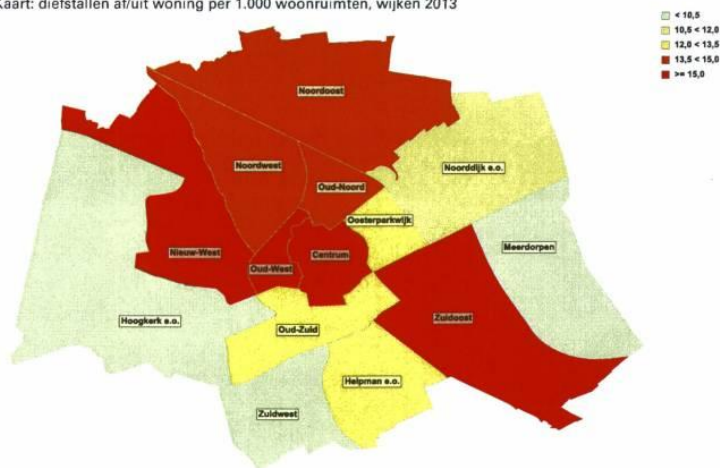 Kaart: diefstallen af/uit woning per 1.000 woonruimten, wijken 2013
< 10,5
10,5 < 12,0
12,0 < 13,5
13,5 < 15,0
>= 15,0
Noordoost
Noordwest
Noorddijk e.o.
Oud-Noord
Oosterparkwijk
Nieuw-West
Oud-West
Centrum
Meerdorpen
Hoogkerk e.o.
Oud-Zuid
Zuidoost
Helpman e.o.
Zuidwest